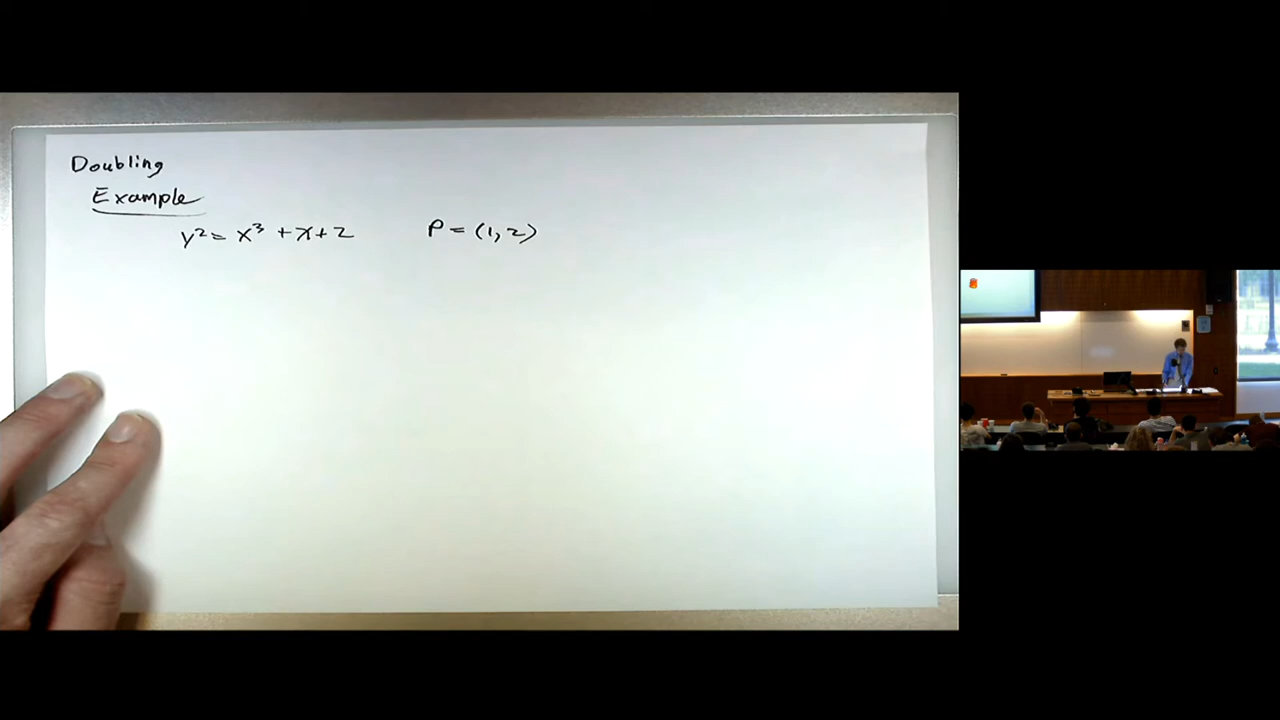 Doubling
Example
y² = x³ + x + 2 P = (1, 2)